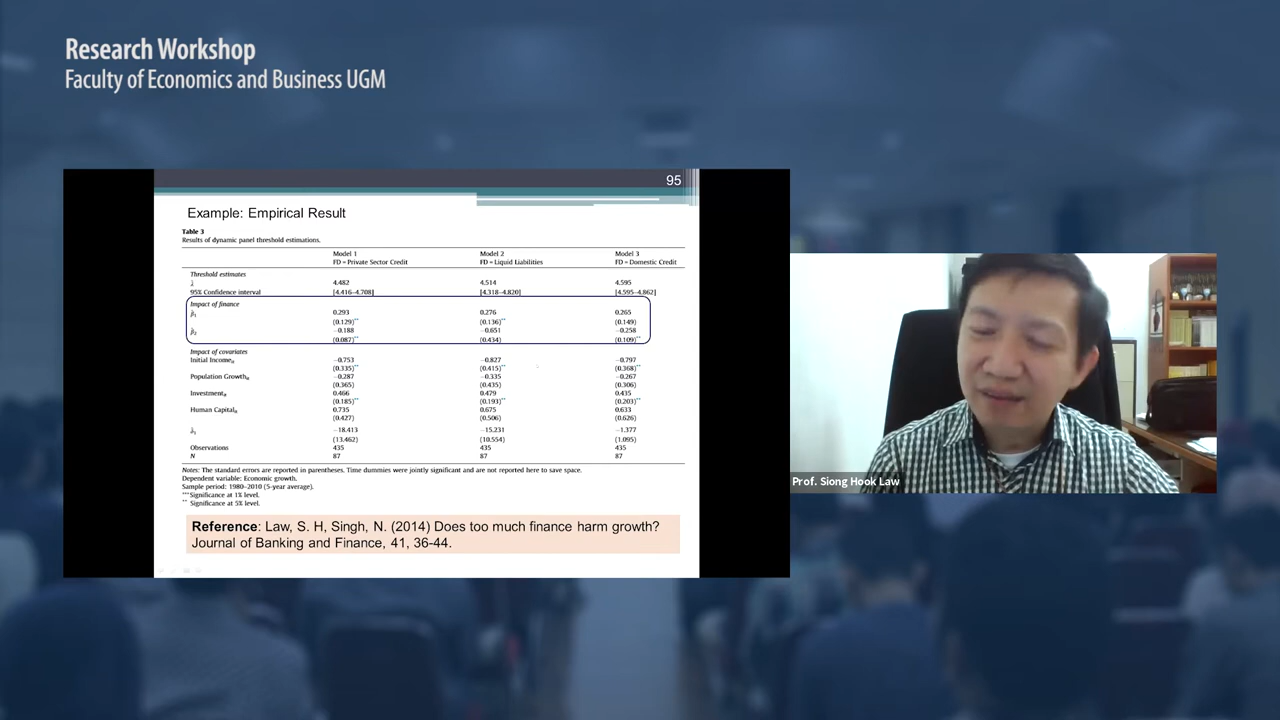 Research Workshop
Faculty of Economics and Business UGM
95
Example: Empirical Result
Table 3
Results of dynamic panel threshold estimations.
Model 1 Model 2 Model 3
FD = Private Sector Credit FD = Liquid Liabilities FD = Domestic Credit
Threshold estimates
λ̂ 4.482 4.514 4.595
95% Confidence interval [4.416–4.708] [4.318–4.820] [4.595–4.862]
Impact of finance
β̂₁ 0.293 0.276 0.265
(0.129)** (0.136)** (0.149)
β̂₂ −0.188 −0.651 −0.258
(0.087)** (0.434) (0.109)**
Impact of covariates
Initial Incomeᵢₜ −0.753 −0.827 −0.797
(0.335)** (0.415)** (0.368)**
Population Growthᵢₜ −0.287 −0.335 −0.267
(0.365) (0.435) (0.306)
Investmentᵢₜ 0.466 0.479 0.435
(0.185)** (0.193)** (0.203)**
Human Capitalᵢₜ 0.735 0.675 0.633
(0.427) (0.506) (0.626)
δ̂₁ −18.413 −15.231 −1.377
(13.462) (10.554) (1.095)
Observations 435 435 435
N 87 87 87
Notes: The standard errors are reported in parentheses. Time dummies were jointly significant and are not reported here to save space.
Dependent variable: Economic growth.
Sample period: 1980–2010 (5-year average).
*** Significance at 1% level.
** Significance at 5% level.
Reference: Law, S. H, Singh, N. (2014) Does too much finance harm growth?
Journal of Banking and Finance, 41, 36-44.
Prof. Siong Hook Law